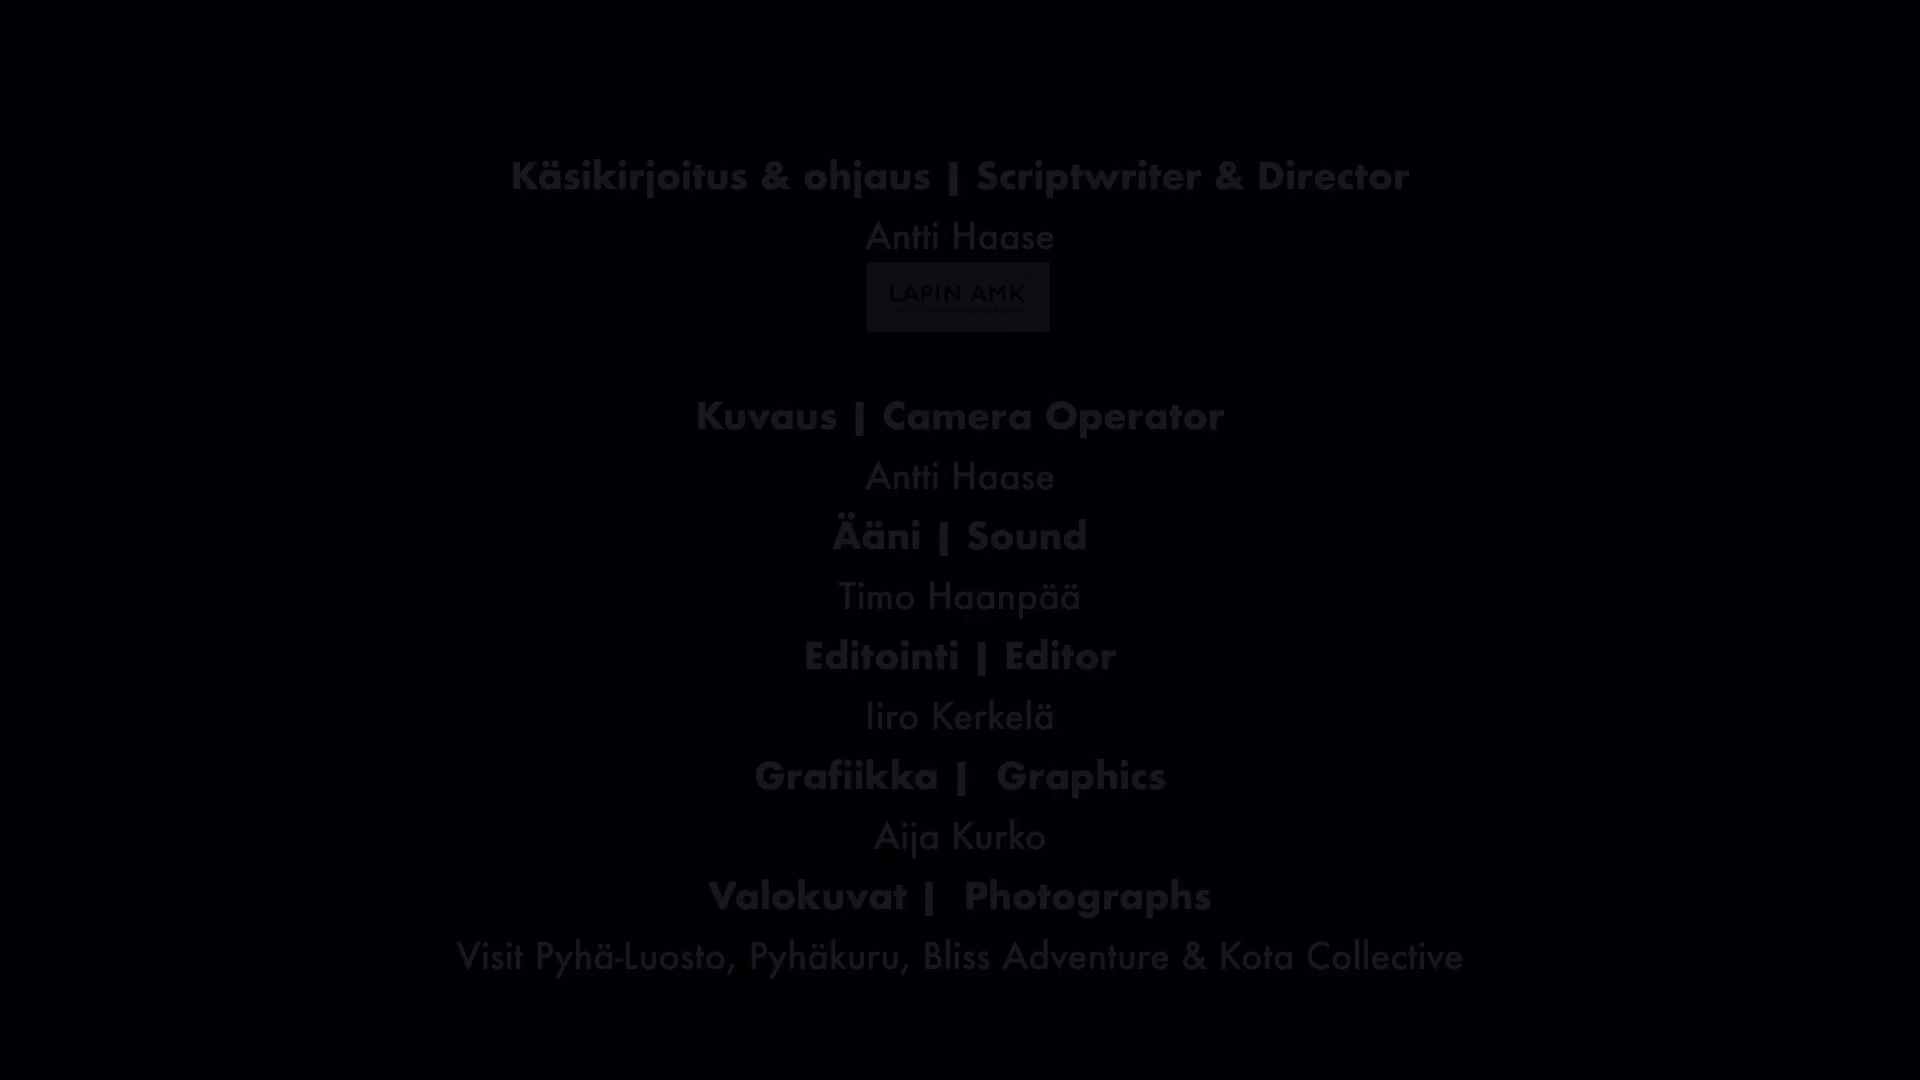 Käsikirjoitus & ohjaus | Scriptwriter & Director
Antti Haase
LAPIN AMK
Kuvaus | Camera Operator
Antti Haase
Ääni | Sound
Timo Haanpää
Editointi | Editor
Iiro Kerkelä
Grafiikka | Graphics
Aija Kurko
Valokuvat | Photographs
Visit Pyhä-Luosto, Pyhäkuru, Bliss Adventure & Kota Collective